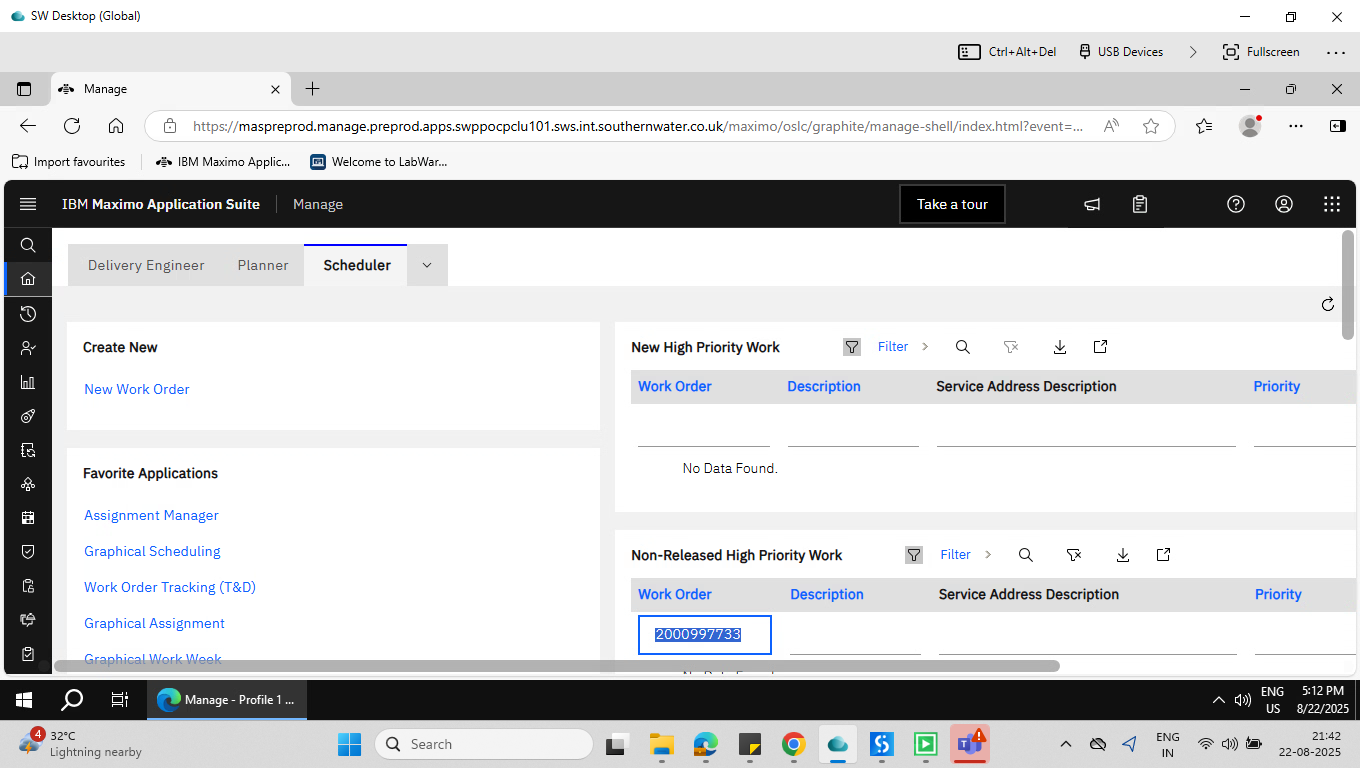 SW Desktop (Global)
Ctrl+Alt+Del
USB Devices
Fullscreen
Manage
https://maspreprod.manage.preprod.apps.swppocpclu101.sws.int.southernwater.co.uk/maximo/oslc/graphite/manage-shell/index.html?event=...
Import favourites
IBM Maximo Applic...
Welcome to LabWar...
IBM Maximo Application Suite
Manage
Take a tour
Delivery Engineer
Planner
Scheduler
Create New
New Work Order
Favorite Applications
Assignment Manager
Graphical Scheduling
Work Order Tracking (T&D)
Graphical Assignment
Graphical Work Week
New High Priority Work
Filter
Work Order
Description
Service Address Description
Priority
No Data Found.
Non-Released High Priority Work
Filter
Work Order
Description
Service Address Description
Priority
2000997733
Manage - Profile 1 ...
ENG
US
5:12 PM
8/22/2025
4
32°C
Lightning nearby
Search
ENG
IN
21:42
22-08-2025